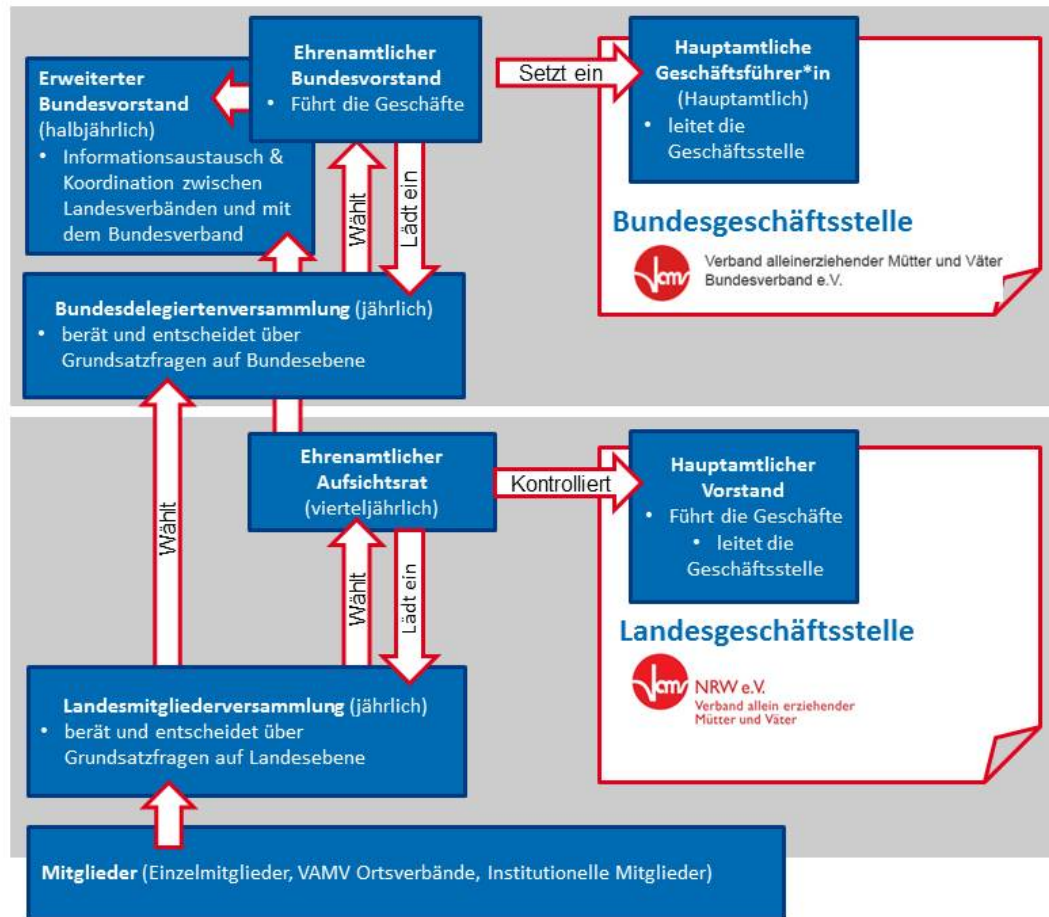 Ehrenamtlicher
Bundesvorstand
• Führt die Geschäfte
Erweiterter
Bundesvorstand
(halbjährlich)
• Informationsaustausch &
Koordination zwischen
Landesverbänden und mit
dem Bundesverband
Setzt ein
Hauptamtliche
Geschäftsführer*in
(Hauptamtlich)
• leitet die
Geschäftsstelle
Wählt
Lädt ein
Bundesgeschäftsstelle
vamv
Verband alleinerziehender Mütter und Väter
Bundesverband e.V.
Bundesdelegiertenversammlung (jährlich)
• berät und entscheidet über
Grundsatzfragen auf Bundesebene
Wählt
Ehrenamtlicher
Aufsichtsrat
(vierteljährlich)
Kontrolliert
Hauptamtlicher
Vorstand
• Führt die Geschäfte
• leitet die
Geschäftsstelle
Wählt
Lädt ein
Landesgeschäftsstelle
vamv
NRW e.V.
Verband allein erziehender
Mütter und Väter
Landesmitgliederversammlung (jährlich)
• berät und entscheidet über
Grundsatzfragen auf Landesebene
Mitglieder (Einzelmitglieder, VAMV Ortsverbände, Institutionelle Mitglieder)